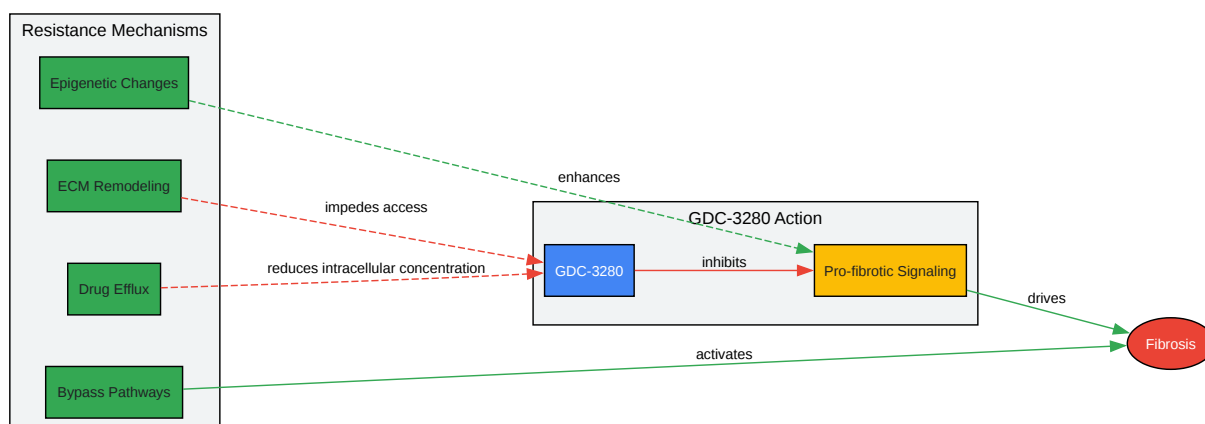 Resistance Mechanisms
Epigenetic Changes
enhances
ECM Remodeling
impedes access
GDC-3280 Action
GDC-3280
inhibits
Pro-fibrotic Signaling
Drug Efflux
reduces intracellular concentration
drives
Fibrosis
Bypass Pathways
activates